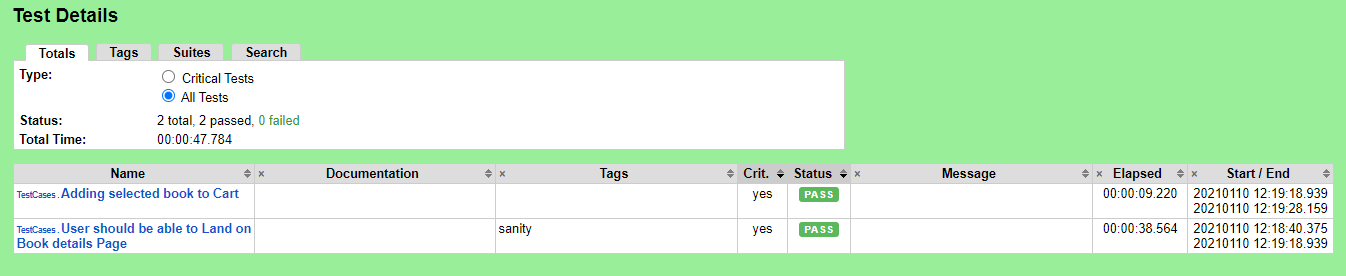 Test Details
Totals Tags Suites Search
Type: Critical Tests
All Tests
Status: 2 total, 2 passed, 0 failed
Total Time: 00:00:47.784
Name × Documentation × Tags Crit. Status × Message × Elapsed × Start / End
TestCases . Adding selected book to Cart yes PASS 00:00:09.220 20210110 12:19:18.939
20210110 12:19:28.159
TestCases . User should be able to Land on sanity yes PASS 00:00:38.564 20210110 12:18:40.375
Book details Page 20210110 12:19:18.939